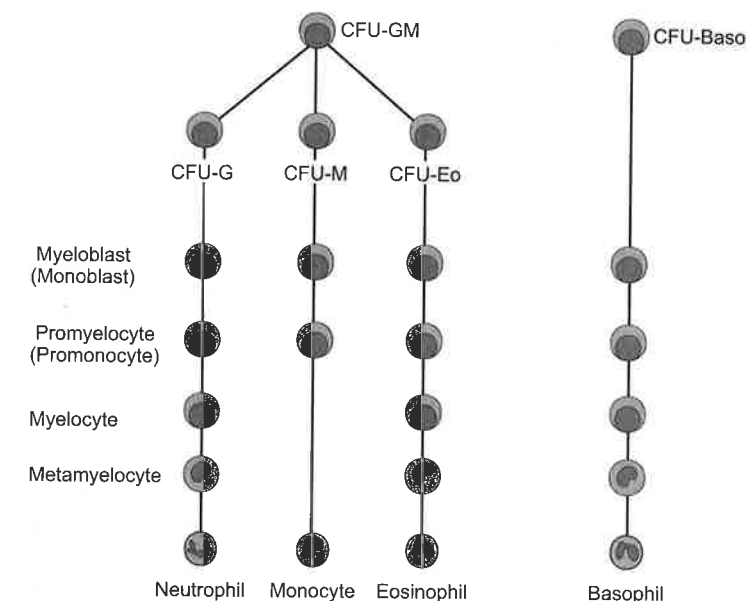 CFU-GM
CFU-Baso
CFU-G
CFU-M
CFU-Eo
Myeloblast
(Monoblast)
Promyelocyte
(Promonocyte)
Myelocyte
Metamyelocyte
Neutrophil
Monocyte
Eosinophil
Basophil